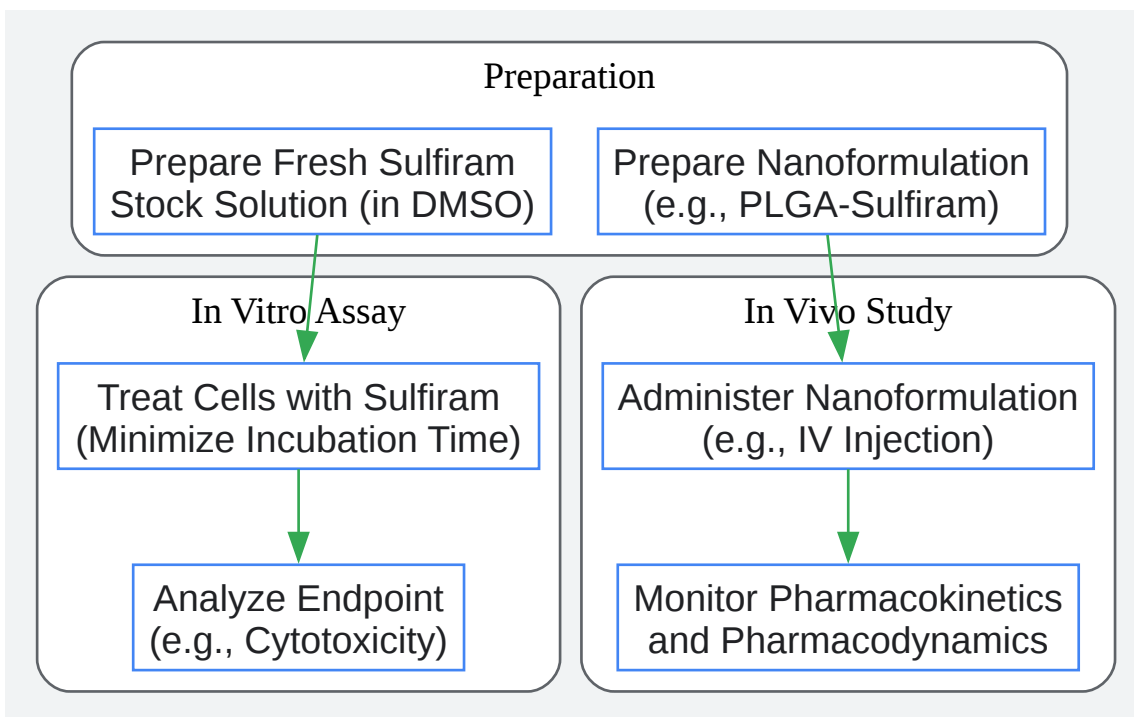 Preparation
Prepare Fresh Sulfiram
Stock Solution (in DMSO)
Prepare Nanoformulation
(e.g., PLGA-Sulfiram)
In Vitro Assay
Treat Cells with Sulfiram
(Minimize Incubation Time)
Analyze Endpoint
(e.g., Cytotoxicity)
In Vivo Study
Administer Nanoformulation
(e.g., IV Injection)
Monitor Pharmacokinetics
and Pharmacodynamics